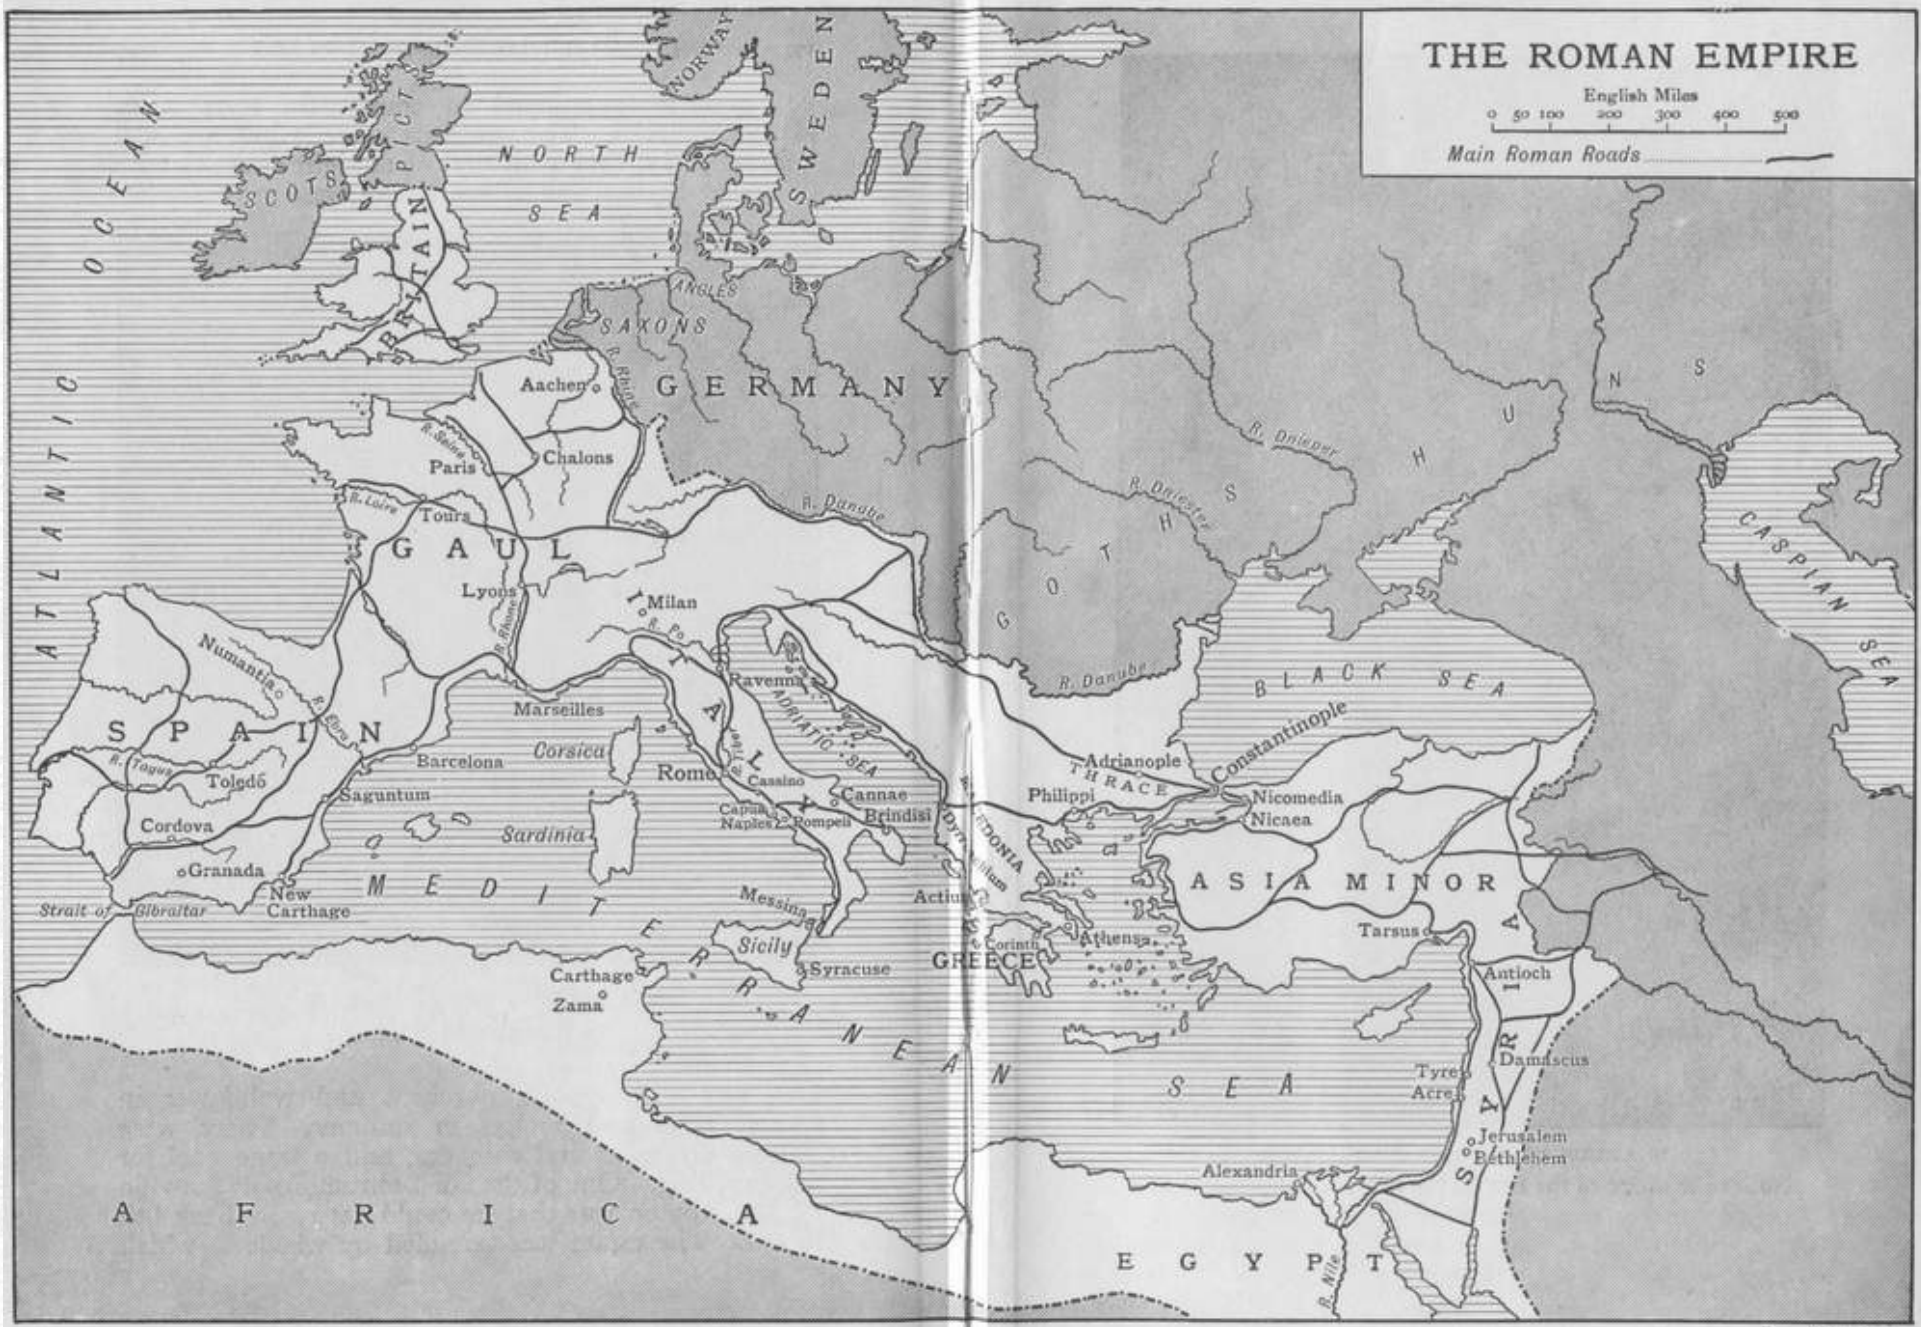 THE ROMAN EMPIRE
English Miles
0 50 100 200 300 400 500
Main Roman Roads
NORWAY
SWEDEN
ATLANTIC OCEAN
NORTH
SEA
PICTS
SCOTS
BRITAIN
ANGLES
SAXONS
GERMANY
R. Rhine
Aachen
R. Seine
Paris
Chalons
R. Loire
Tours
GAUL
Lyons
R. Rhone
R. Danube
R. Dnieper
R. Dniester
HUNS
GOTHS
CASPIAN SEA
Milan
R. Po
ITALY
Numantia
R. Ebro
SPAIN
R. Tagus
Toledo
Barcelona
Saguntum
Cordova
Granada
New
Carthage
Strait of Gibraltar
Marseilles
Corsica
Sardinia
Ravenna
ADRIATIC SEA
R. Tiber
Rome
Cassino
Cannae
Capua
Naples
Pompeii
Brindisi
Messina
Sicily
Syracuse
Carthage
Zama
MEDITERRANEAN SEA
R. Danube
BLACK SEA
Constantinople
Adrianople
THRACE
Philippi
Nicomedia
Nicaea
Actium
Corinth
Athens
GREECE
ASIA MINOR
Tarsus
Antioch
SYRIA
Damascus
Tyre
Acre
Jerusalem
Bethlehem
Alexandria
AFRICA
EGYPT
R. Nile